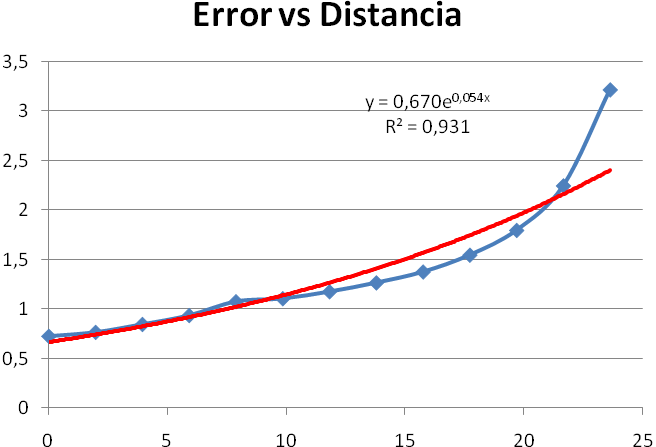 Error vs Distancia
3,5
3
2,5
2
1,5
1
0,5
0
y = 0,670e^0,054x
R² = 0,931
0 5 10 15 20 25